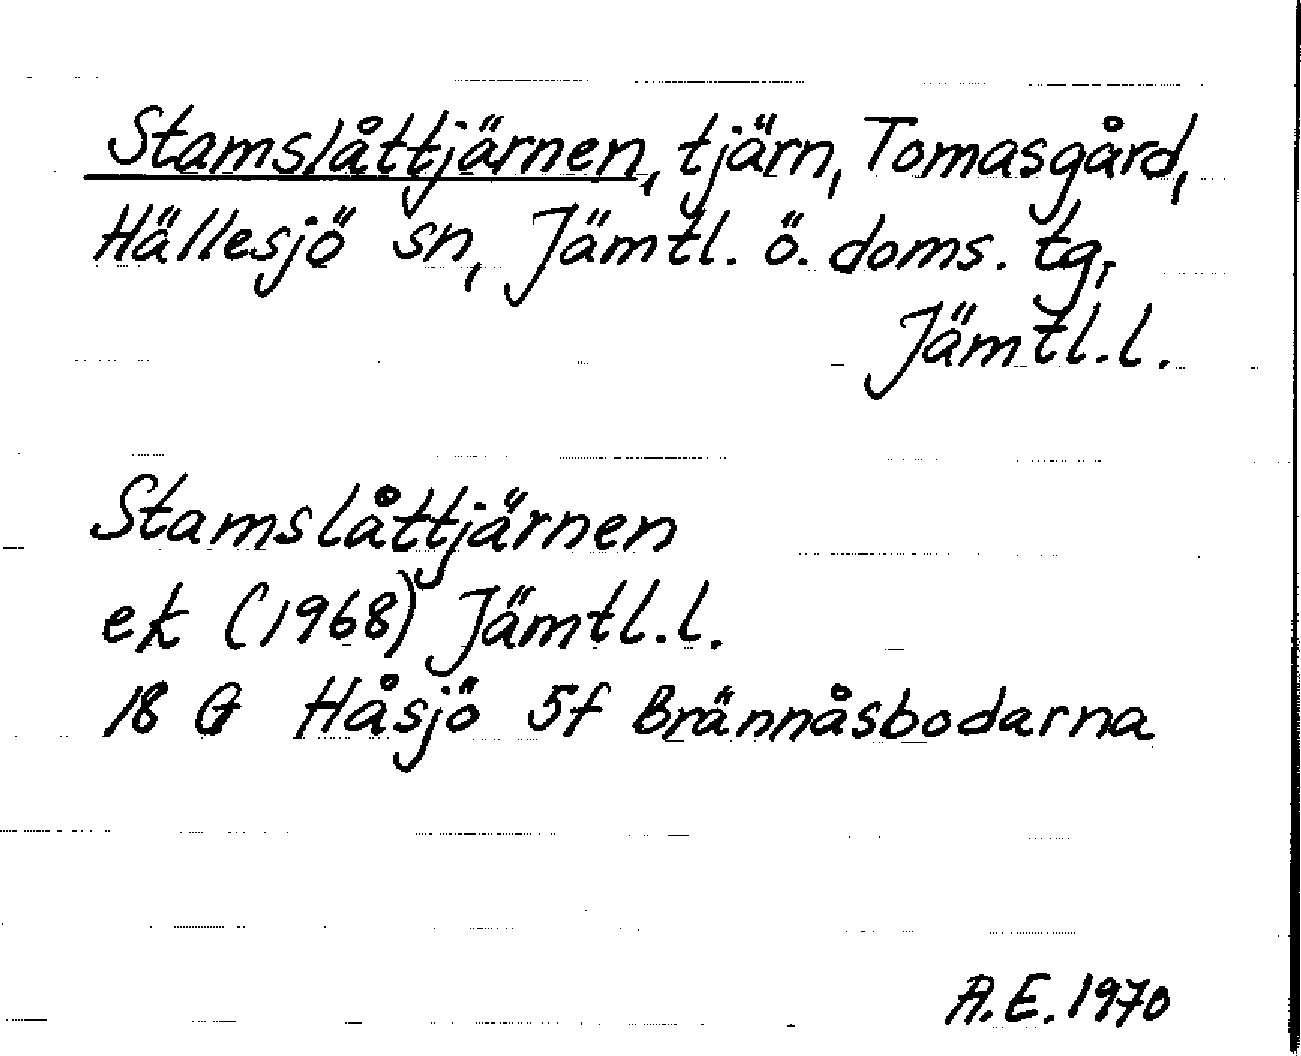 Stamslåttjärnen, tjärn, Tomasgård,
Hällesjö sn, Jämtl. ö. doms. tg,
Jämtl.l.
Stamslåttjärnen
ek (1968) Jämtl.l.
18 G Håsjö 5f Brännåsbodarna
A.E. 1970